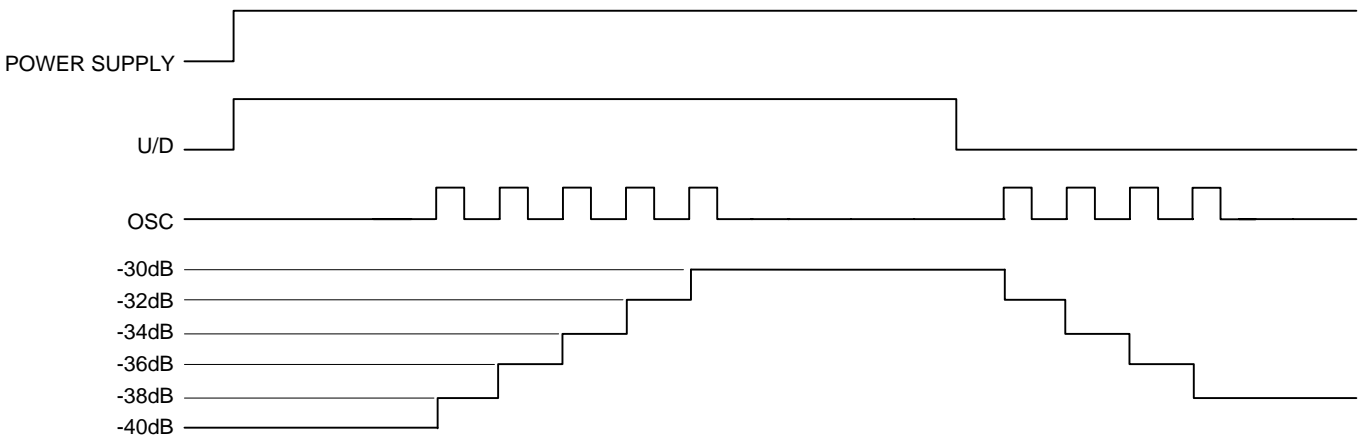 POWER SUPPLY
U/D
OSC
-30dB
-32dB
-34dB
-36dB
-38dB
-40dB